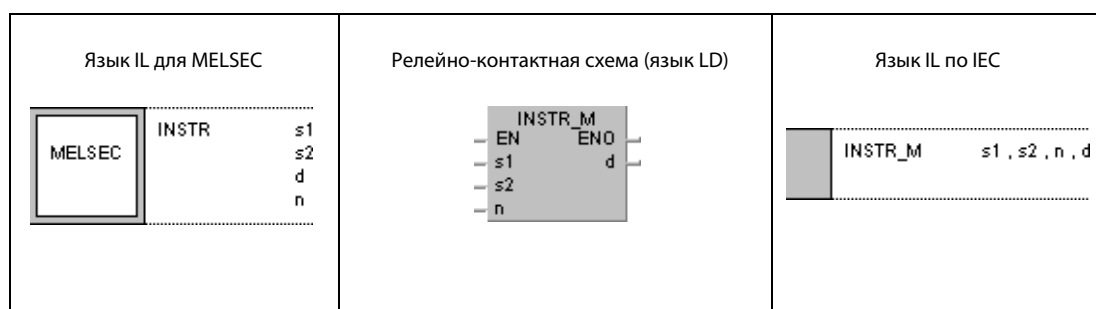 Язык IL для MELSEC
MELSEC
INSTR s1
s2
d
n
Релейно-контактная схема (язык LD)
INSTR_M
EN ENO
s1 d
s2
n
Язык IL по IEC
INSTR_M s1 , s2 , n , d